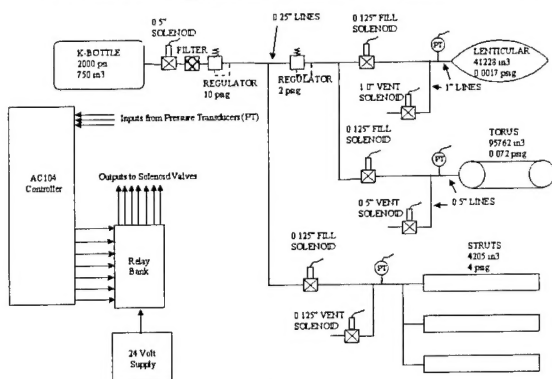 0 5"
SOLENOID
FILTER
K-BOTTLE
2000 psi
750 in3
REGULATOR
10 psig
0 25" LINES
REGULATOR
2 psig
0 125" FILL
SOLENOID
PT
LENTICULAR
41228 in3
0 0017 psig
1 0" VENT
SOLENOID
1" LINES
Inputs from Pressure Transducers (PT)
AC104
Controller
Outputs to Solenoid Valves
Relay
Bank
24 Volt
Supply
0 125" FILL
SOLENOID
PT
TORUS
95762 in3
0 072 psig
0 5" VENT
SOLENOID
0 5" LINES
0 125" FILL
SOLENOID
PT
STRUTS
4205 in3
4 psig
0 125" VENT
SOLENOID